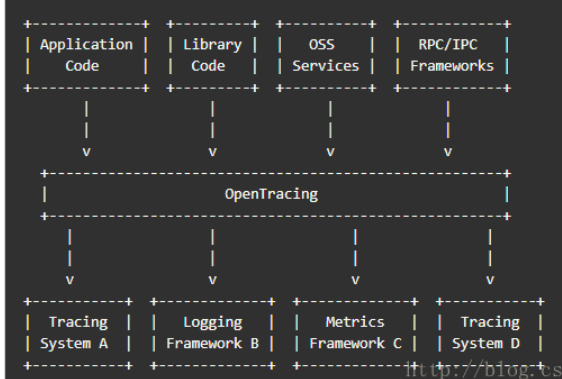 Application Library OSS RPC/IPC
Code Code Services Frameworks
v v v v
OpenTracing
v v v v
Tracing Logging Metrics Tracing
System A Framework B Framework C System D
http://blog.cs